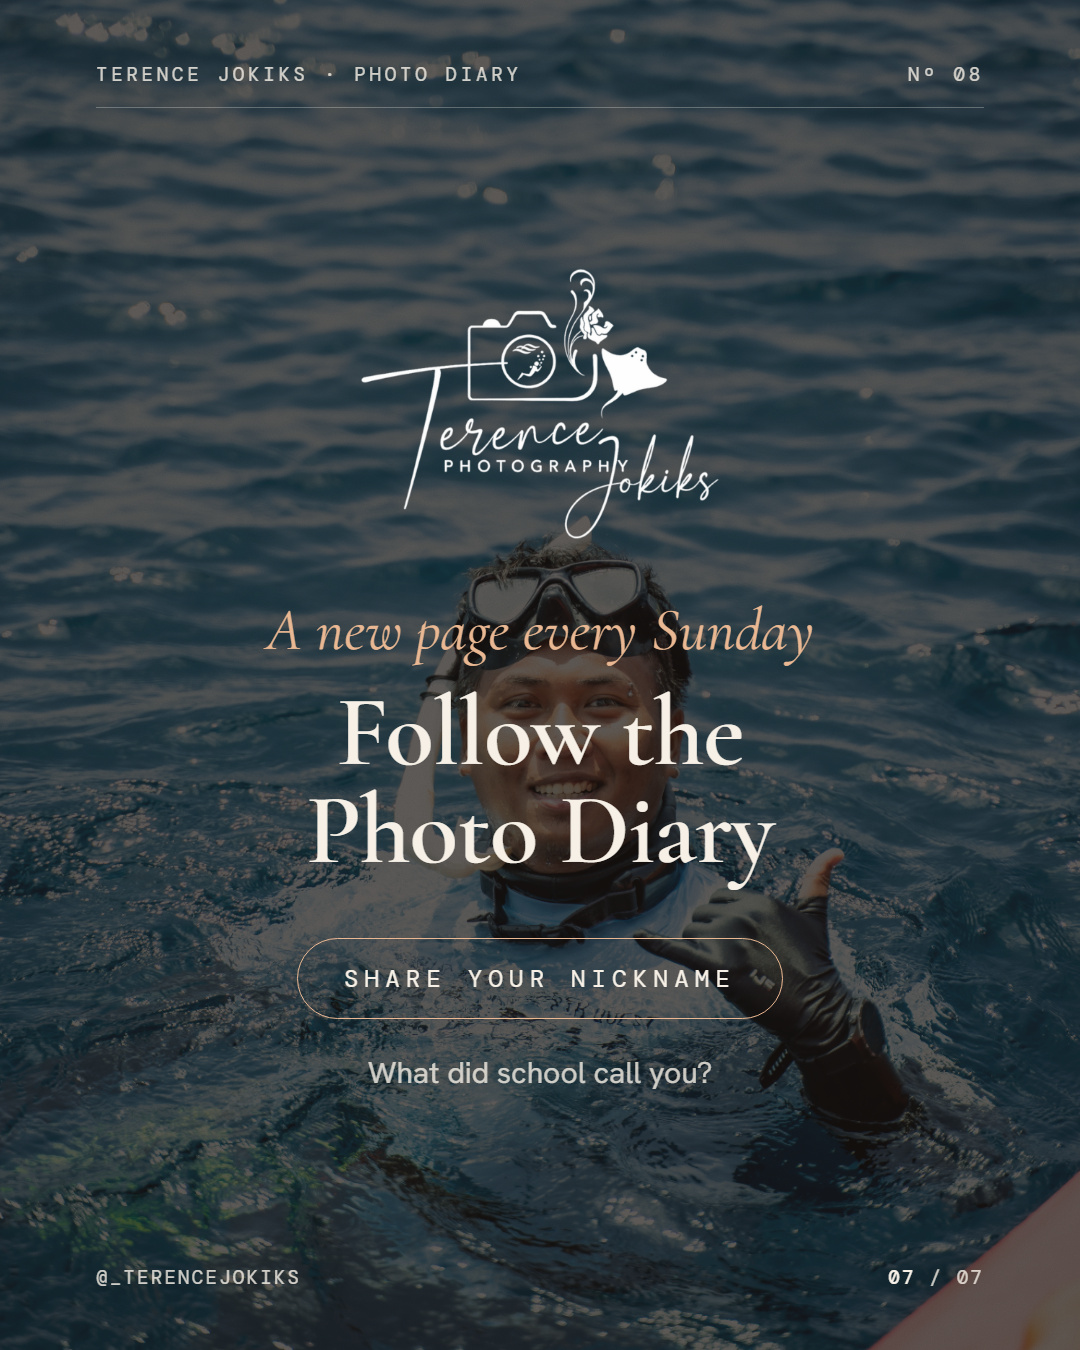 TERENCE JOKIKS · PHOTO DIARY
Nº 08
Terence
PHOTOGRAPHY
Jokiks
A new page every Sunday
Follow the
Photo Diary
SHARE YOUR NICKNAME
What did school call you?
@_TERENCEJOKIKS
07 / 07